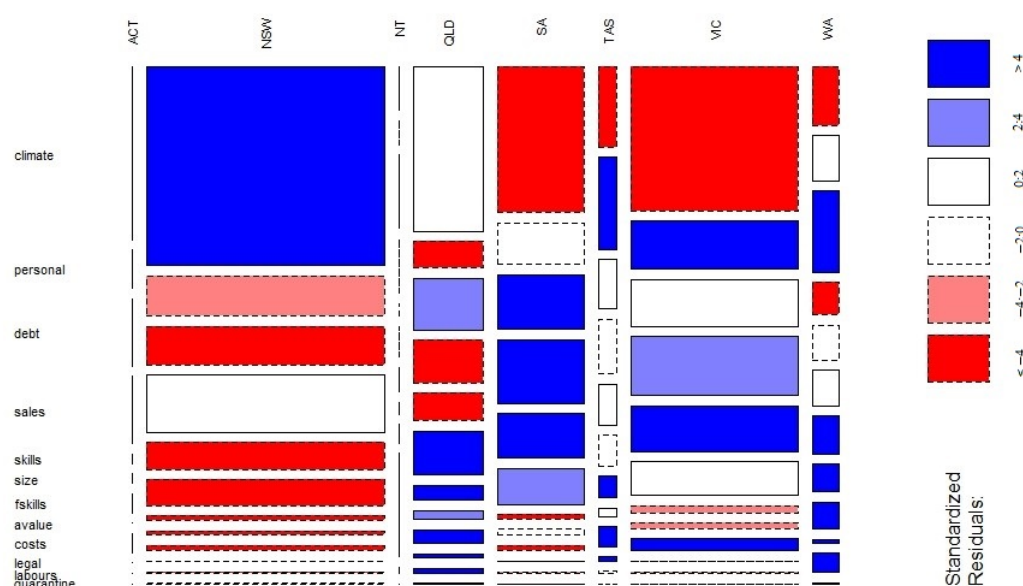 ACT
NSW
NT
QLD
SA
TAS
VIC
WA
climate
personal
debt
sales
skills
size
fskills
avalue
costs
legal
labours
quarantine
>4
2:4
0:2
-2:0
-4:-2
<-4
Standardized
Residuals: